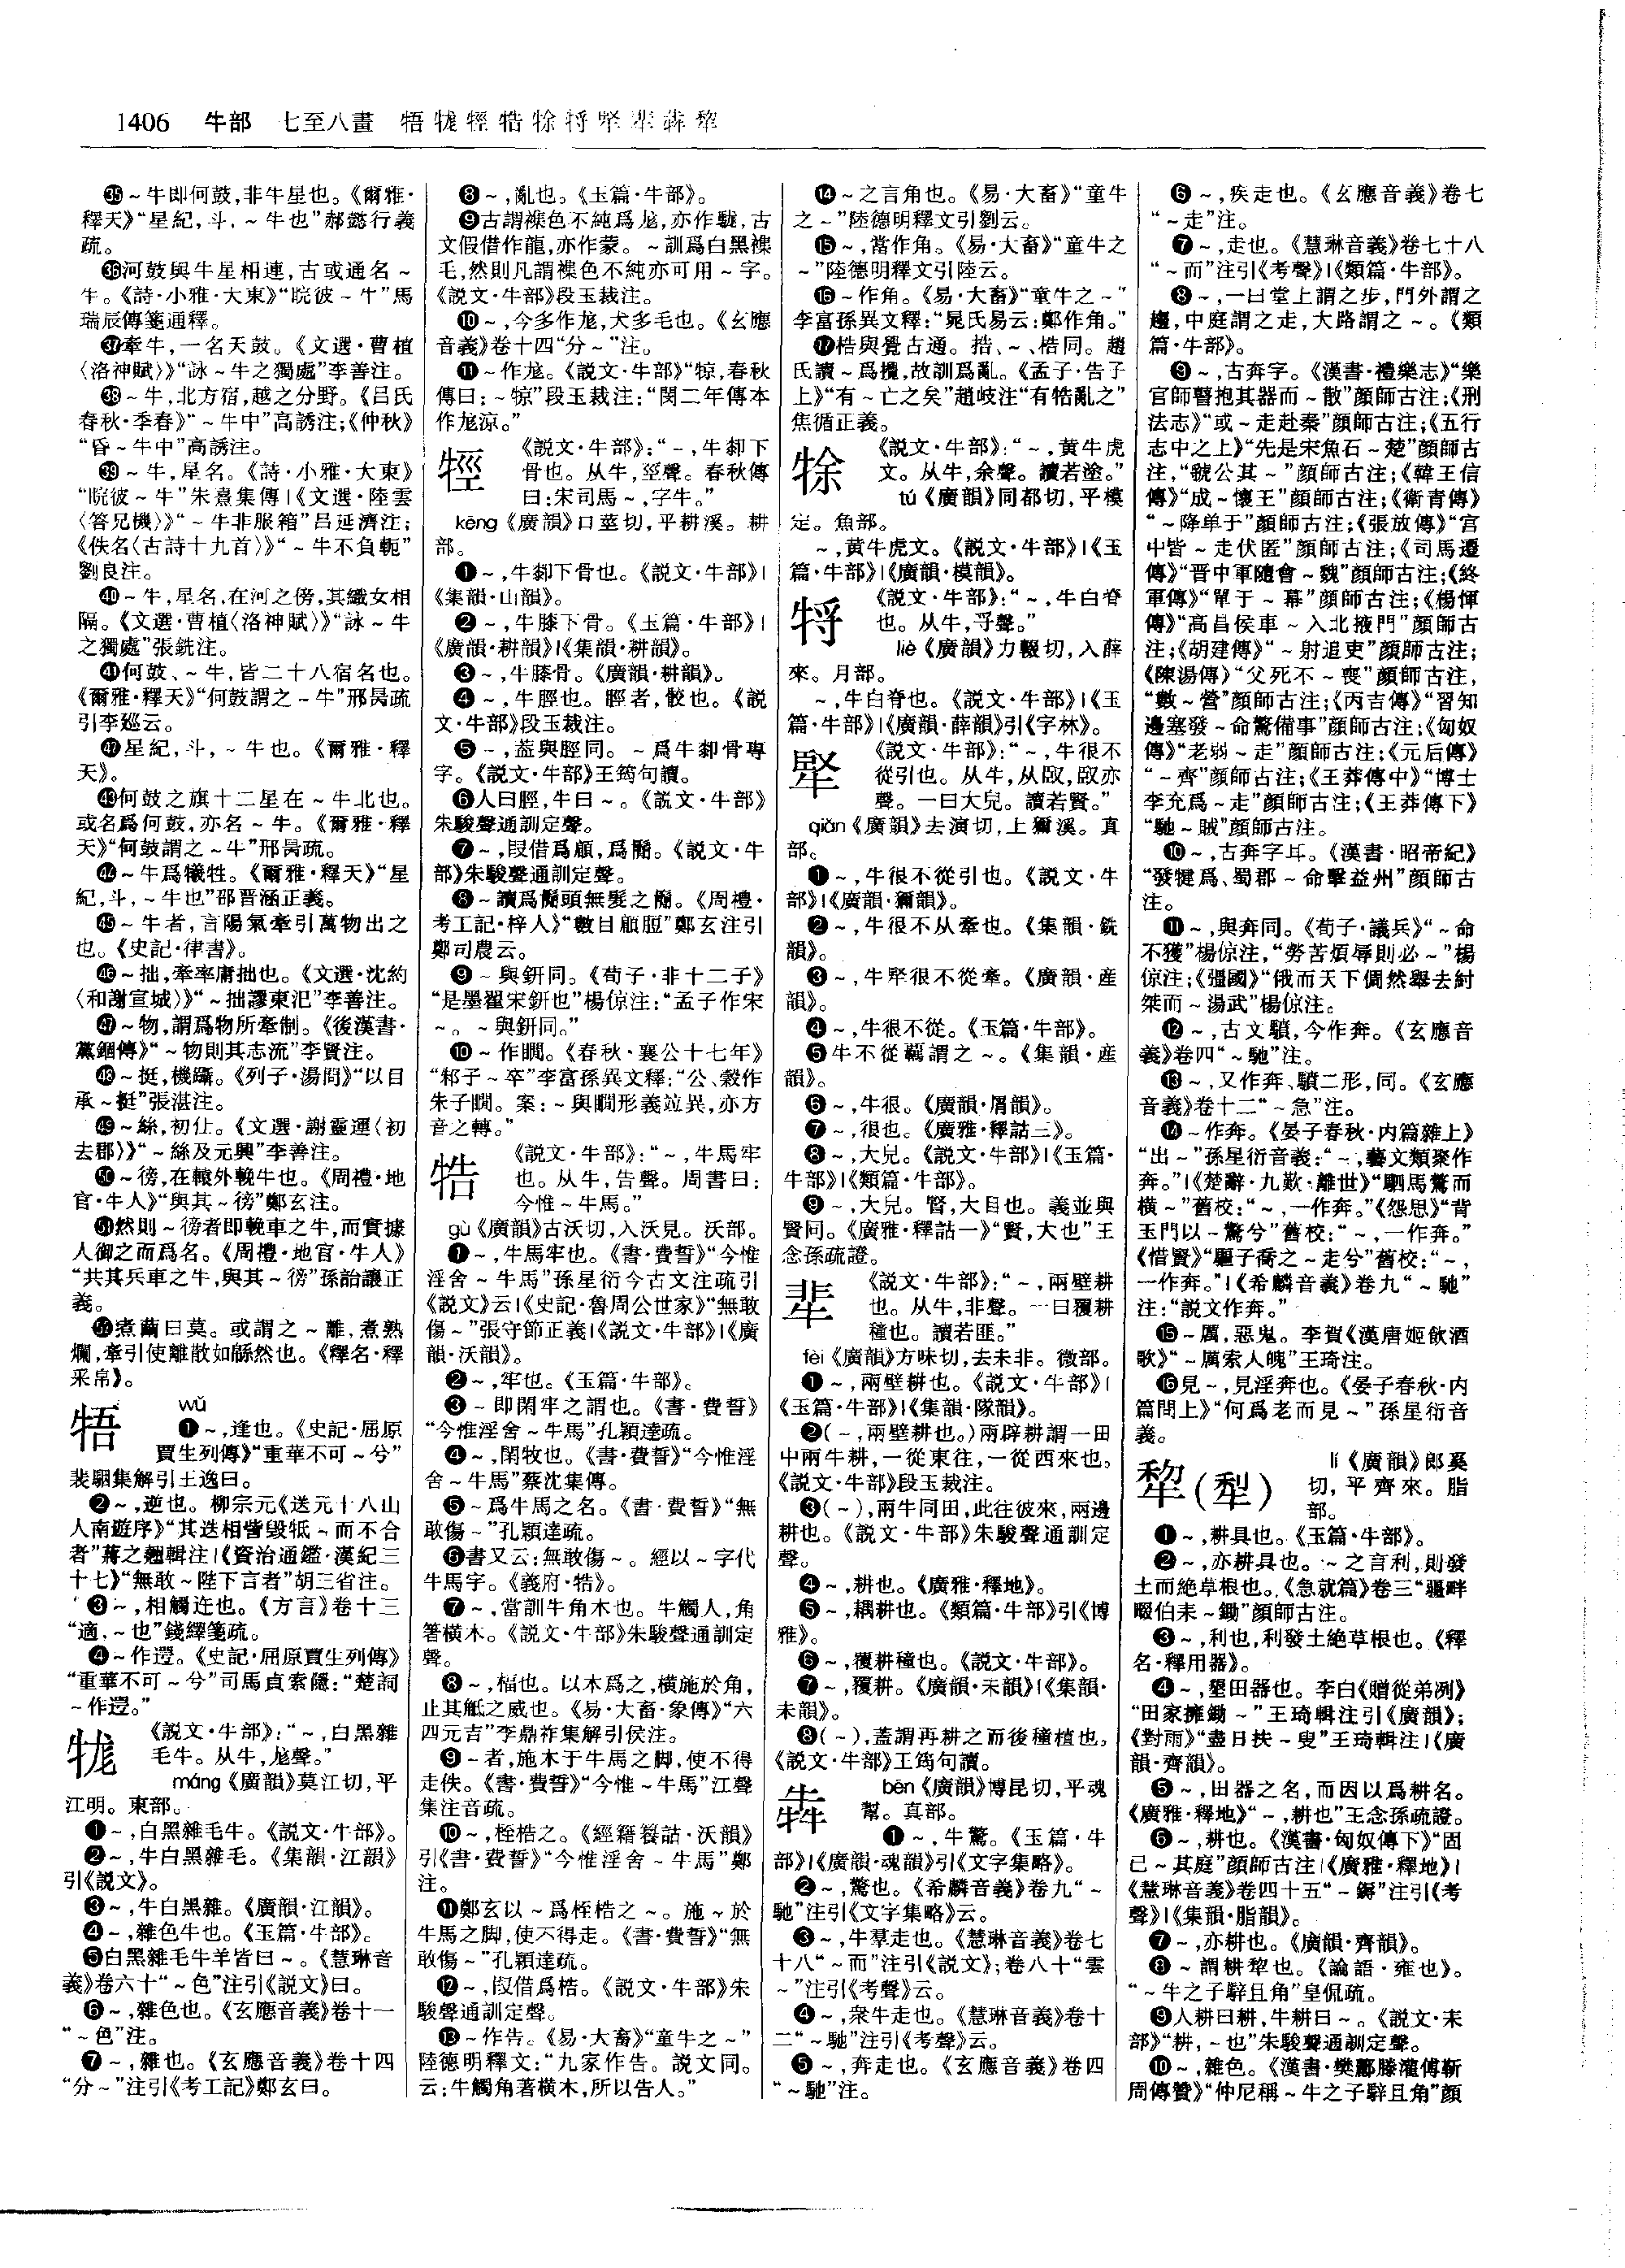 1406 牛部 七至八畫 牾牻牼牿㹝㸹㹂𤙡犇犂
㉟～牛即何鼓,非牛星也。《爾雅·
釋天》“星紀,斗,～牛也”郝懿行義
疏。
㊱河鼓與牛星相連,古或通名～
牛。《詩·小雅·大東》“睆彼～牛”馬
瑞辰傳箋通釋。
㊲牽牛,一名天鼓。《文選·曹植
〈洛神賦〉》“詠～牛之獨處”李善注。
㊳～牛,北方宿,越之分野。《吕氏
春秋·季春》“～牛中”高誘注;《仲秋》
“昏～牛中”高誘注。
㊴～牛,星名。《詩·小雅·大東》
“睆彼～牛”朱熹集傳|《文選·陸雲
〈答兄機〉》“～牛非服箱”吕延濟注;
《佚名〈古詩十九首〉》“～牛不負軛”
劉良注。
㊵～牛,星名,在河之傍,其織女相
隔。《文選·曹植〈洛神賦〉》“詠～牛
之獨處”張銑注。
㊶何鼓、～牛,皆二十八宿名也。
《爾雅·釋天》“何鼓謂之～牛”邢昺疏
引李廵云。
㊷星紀,斗,～牛也。《爾雅·釋
天》。
㊸何鼓之旗十二星在～牛北也。
或名爲何鼓,亦名～牛。《爾雅·釋
天》“何鼓謂之～牛”邢昺疏。
㊹～牛爲犧牲。《爾雅·釋天》“星
紀,斗,～牛也”邵晋涵正義。
㊺～牛者,言陽氣牽引萬物出之
也。《史記·律書》。
㊻～拙,牽率庸拙也。《文選·沈約
〈和謝宣城〉》“～拙謬東汜”李善注。
㊼～物,謂爲物所牽制。《後漢書·
黨錮傳》“～物則其志流”李賢注。
㊽～挺,機躡。《列子·湯問》“以目
承～挺”張湛注。
㊾～絲,初仕。《文選·謝靈運〈初
去郡〉》“～絲及元興”李善注。
㊿～徬,在轅外輓牛也。《周禮·地
官·牛人》“與其～徬”鄭玄注。
51然則～徬者即輓車之牛,而實據
人御之而爲名。《周禮·地官·牛人》
“共其兵車之牛,與其～徬”孫詒讓正
義。
52煮繭曰莫。或謂之～離,煮熟
爛,牽引使離散如緜然也。《釋名·釋
采帛》。
牾 wǔ
❶～,逢也。《史記·屈原
賈生列傳》“重華不可～兮”
裴駰集解引王逸曰。
❷～,逆也。柳宗元《送元十八山
人南遊序》“其迭相訾毁牴～而不合
者”蔣之翹輯注|《資治通鑑·漢紀三
十七》“無敢～陛下言者”胡三省注。
❸～,相觸迕也。《方言》卷十三
“適,～也”錢繹箋疏。
❹～作遻。《史記·屈原賈生列傳》
“重華不可～兮”司馬貞索隱:“楚詞
～作遻。”
牻 《説文·牛部》:“～,白黑雜
毛牛。从牛,尨聲。”
máng《廣韻》莫江切,平
江明。東部。
❶～,白黑雜毛牛。《説文·牛部》。
❷～,牛白黑雜毛。《集韻·江韻》
引《説文》。
❸～,牛白黑雜。《廣韻·江韻》。
❹～,雜色牛也。《玉篇·牛部》。
❺白黑雜毛牛羊皆曰～。《慧琳音
義》卷六十“～色”注引《説文》曰。
❻～,雜色也。《玄應音義》卷十一
“～色”注。
❼～,雜也。《玄應音義》卷十四
“分～”注引《考工記》鄭玄曰。
❽～,亂也。《玉篇·牛部》。
❾古謂襍色不純爲尨,亦作駹,古
文假借作龍,亦作蒙。～訓爲白黑襍
毛,然則凡謂襍色不純亦可用～字。
《説文·牛部》段玉裁注。
❿～,今多作尨,犬多毛也。《玄應
音義》卷十四“分～”注。
⓫～作尨。《説文·牛部》“㹁,春秋
傳曰:～㹁”段玉裁注:“閔二年傳本
作尨涼。”
牼 《説文·牛部》:“～,牛䣛下
骨也。从牛,巠聲。春秋傳
曰:宋司馬～,字牛。”
kēng《廣韻》口莖切,平耕溪。耕
部。
❶～,牛䣛下骨也。《説文·牛部》|
《集韻·山韻》。
❷～,牛膝下骨。《玉篇·牛部》|
《廣韻·耕韻》|《集韻·耕韻》。
❸～,牛膝骨。《廣韻·耕韻》。
❹～,牛脛也。脛者,骹也。《説
文·牛部》段玉裁注。
❺～,蓋與脛同。～爲牛䣛骨專
字。《説文·牛部》王筠句讀。
❻人曰脛,牛曰～。《説文·牛部》
朱駿聲通訓定聲。
❼～,叚借爲顅,爲鬜。《説文·牛
部》朱駿聲通訓定聲。
❽～讀爲鬜頭無髮之鬜。《周禮·
考工記·梓人》“數目顅脰”鄭玄注引
鄭司農云。
❾～與鈃同。《荀子·非十二子》
“是墨翟宋鈃也”楊倞注:“孟子作宋
～。～與鈃同。”
❿～作瞷。《春秋·襄公十七年》
“邾子～卒”李富孫異文釋:“公、穀作
朱子瞷。案:～與瞷形義竝異,亦方
音之轉。”
牿 《説文·牛部》:“～,牛馬牢
也。从牛,告聲。周書曰:
今惟～牛馬。”
gù《廣韻》古沃切,入沃見。沃部。
❶～,牛馬牢也。《書·費誓》“今惟
淫舍～牛馬”孫星衍今古文注疏引
《説文》云|《史記·魯周公世家》“無敢
傷～”張守節正義|《説文·牛部》|《廣
韻·沃韻》。
❷～,牢也。《玉篇·牛部》。
❸～即閑牢之謂也。《書·費誓》
“今惟淫舍～牛馬”孔穎達疏。
❹～,閑牧也。《書·費誓》“今惟淫
舍～牛馬”蔡沈集傳。
❺～爲牛馬之名。《書·費誓》“無
敢傷～”孔穎達疏。
❻書又云:無敢傷～。經以～字代
牛馬字。《義府·牿》。
❼～,當訓牛角木也。牛觸人,角
箸橫木。《説文·牛部》朱駿聲通訓定
聲。
❽～,楅也。以木爲之,横施於角,
止其觝之威也。《易·大畜·象傳》“六
四元吉”李鼎祚集解引侯注。
❾～者,施木于牛馬之脚,使不得
走佚。《書·費誓》“今惟～牛馬”江聲
集注音疏。
❿～,桎梏之。《經籍籑詁·沃韻》
引《書·費誓》“今惟淫舍～牛馬”鄭
注。
⓫鄭玄以～爲桎梏之～。施～於
牛馬之脚,使不得走。《書·費誓》“無
敢傷～”孔穎達疏。
⓬～,叚借爲梏。《説文·牛部》朱
駿聲通訓定聲。
⓭～作告。《易·大畜》“童牛之～”
陸德明釋文:“九家作告。説文同。
云:牛觸角著横木,所以告人。”
⓮～之言角也。《易·大畜》“童牛
之～”陸德明釋文引劉云。
⓯～,當作角。《易·大畜》“童牛之
～”陸德明釋文引陸云。
⓰～作角。《易·大畜》“童牛之～”
李富孫異文釋:“晁氏易云:鄭作角。”
⓱梏與覺古通。捁、～、梏同。趙
氏讀～爲攪,故訓爲亂。《孟子·告子
上》“有～亡之矣”趙岐注“有牿亂之”
焦循正義。
㹝 《説文·牛部》:“～,黄牛虎
文。从牛,余聲。讀若塗。”
tú《廣韻》同都切,平模
定。魚部。
～,黄牛虎文。《説文·牛部》|《玉
篇·牛部》|《廣韻·模韻》。
㸹 《説文·牛部》:“～,牛白脊
也。从牛,寽聲。”
liè《廣韻》力輟切,入薛
來。月部。
～,牛白脊也。《説文·牛部》|《玉
篇·牛部》|《廣韻·薛韻》引《字林》。
㹂 《説文·牛部》:“～,牛很不
從引也。从牛,从臤,臤亦
聲。一曰大皃。讀若賢。”
qiǎn《廣韻》去演切,上獮溪。真
部。
❶～,牛很不從引也。《説文·牛
部》|《廣韻·獮韻》。
❷～,牛很不从牽也。《集韻·銑
韻》。
❸～,牛㹂很不從牽。《廣韻·産
韻》。
❹～,牛很不從。《玉篇·牛部》。
❺牛不從羈謂之～。《集韻·産
韻》。
❻～,牛很。《廣韻·屑韻》。
❼～,很也。《廣雅·釋詁三》。
❽～,大皃。《説文·牛部》|《玉篇·
牛部》|《類篇·牛部》。
❾～,大皃。䁂,大目也。義並與
賢同。《廣雅·釋詁一》“賢,大也”王
念孫疏證。
𤙡 《説文·牛部》:“～,兩壁耕
也。从牛,非聲。一曰覆耕
穜也。讀若匪。”
fèi《廣韻》方味切,去未非。微部。
❶～,兩壁耕也。《説文·牛部》|
《玉篇·牛部》|《集韻·隊韻》。
❷(～,兩壁耕也。)兩辟耕謂一田
中兩牛耕,一從東往,一從西來也。
《説文·牛部》段玉裁注。
❸(～),兩牛同田,此往彼來,兩邊
耕也。《説文·牛部》朱駿聲通訓定
聲。
❹～,耕也。《廣雅·釋地》。
❺～,耦耕也。《類篇·牛部》引《博
雅》。
❻～,覆耕穜也。《説文·牛部》。
❼～,覆耕。《廣韻·未韻》|《集韻·
未韻》。
❽(～),蓋謂再耕之而後穜植也。
《説文·牛部》王筠句讀。
犇 bēn《廣韻》博昆切,平魂
幫。真部。
❶～,牛驚。《玉篇·牛
部》|《廣韻·魂韻》引《文字集略》。
❷～,驚也。《希麟音義》卷九“～
馳”注引《文字集略》云。
❸～,牛羣走也。《慧琳音義》卷七
十八“～而”注引《説文》;卷八十“雲
～”注引《考聲》云。
❹～,衆牛走也。《慧琳音義》卷十
二“～馳”注引《考聲》云。
❺～,奔走也。《玄應音義》卷四
“～馳”注。
❻～,疾走也。《玄應音義》卷七
“～走”注。
❼～,走也。《慧琳音義》卷七十八
“～而”注引《考聲》|《類篇·牛部》。
❽～,一曰堂上謂之步,門外謂之
趨,中庭謂之走,大路謂之～。《類
篇·牛部》。
❾～,古奔字。《漢書·禮樂志》“樂
官師瞽抱其器而～散”顔師古注;《刑
法志》“或～走赴秦”顔師古注;《五行
志中之上》“先是宋魚石～楚”顔師古
注,“虢公其～”顔師古注;《韓王信
傳》“成～懷王”顔師古注;《衛青傳》
“～降单于”顔師古注;《張放傳》“宫
中皆～走伏匿”顔師古注;《司馬遷
傳》“晋中軍隨會～魏”顔師古注;《終
軍傳》“單于～幕”顔師古注;《楊惲
傳》“高昌侯車～入北掖門”顔師古
注;《胡建傳》“～射追吏”顔師古注;
《陳湯傳》“父死不～喪”顔師古注,
“數～營”顔師古注;《丙吉傳》“習知
邊塞發～命驚備事”顔師古注;《匈奴
傳》“老弱～走”顔師古注;《元后傳》
“～齊”顔師古注;《王莽傳中》“博士
李充爲～走”顔師古注;《王莽傳下》
“馳～賊”顔師古注。
❿～,古奔字耳。《漢書·昭帝紀》
“發犍爲、蜀郡～命擊益州”顔師古
注。
⓫～,與奔同。《荀子·議兵》“～命
不獲”楊倞注,“勞苦煩辱則必～”楊
倞注;《彊國》“俄而天下倜然舉去紂
桀而～湯武”楊倞注。
⓬～,古文驞,今作奔。《玄應音
義》卷四“～馳”注。
⓭～,又作奔、驞二形,同。《玄應
音義》卷十二“～急”注。
⓮～作奔。《晏子春秋·内篇雜上》
“出～”孫星衍音義:“～,藝文類聚作
奔。”|《楚辭·九歎·離世》“駟馬驚而
横～”舊校:“～,一作奔。”《怨思》“背
玉門以～騖兮”舊校:“～,一作奔。”
《惜賢》“驅子喬之～走兮”舊校:“～,
一作奔。”|《希麟音義》卷九“～馳”
注:“説文作奔。”
⓯～厲,惡鬼。李賀《漢唐姬飲酒
歌》“～厲索人魄”王琦注。
⓰見～,見淫奔也。《晏子春秋·内
篇問上》“何爲老而見～”孫星衍音
義。
犂(犁) lí《廣韻》郎奚
切,平齊來。脂
部。
❶～,耕具也。《玉篇·牛部》。
❷～,亦耕具也。～之言利,則發
土而絶草根也。《急就篇》卷三“疆畔
畷伯耒～鋤”顔師古注。
❸～,利也,利發土絶草根也。《釋
名·釋用器》。
❹～,墾田器也。李白《贈從弟冽》
“田家擁鋤～”王琦輯注引《廣韻》;
《對雨》“盡日扶～叟”王琦輯注|《廣
韻·齊韻》。
❺～,田器之名,而因以爲耕名。
《廣雅·釋地》“～,耕也”王念孫疏證。
❻～,耕也。《漢書·匈奴傳下》“固
已～其庭”顔師古注|《廣雅·釋地》|
《慧琳音義》卷四十五“～鎒”注引《考
聲》|《集韻·脂韻》。
❼～,亦耕也。《廣韻·齊韻》。
❽～謂耕犂也。《論語·雍也》。
“～牛之子騂且角”皇侃疏。
❾人耕曰耕,牛耕曰～。《説文·耒
部》“耕,～也”朱駿聲通訓定聲。
❿～,雜色。《漢書·樊酈滕灌傅靳
周傳贊》“仲尼稱～牛之子騂且角”顔